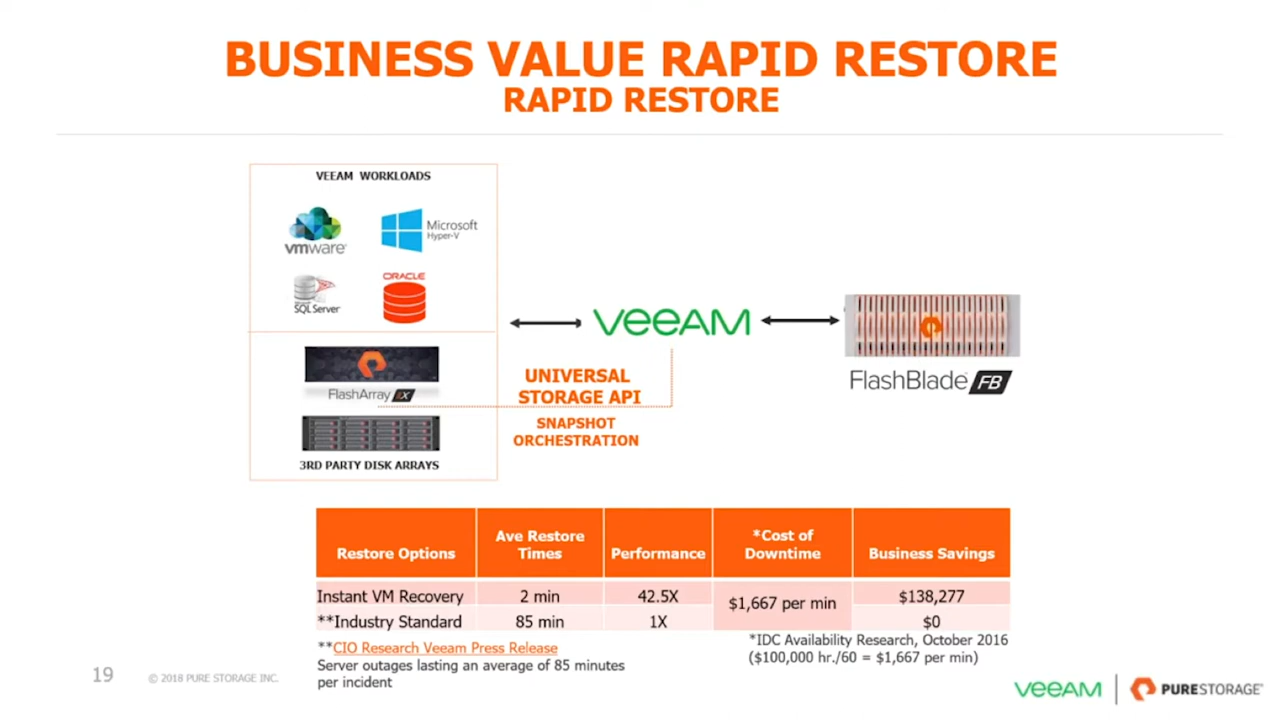 BUSINESS VALUE RAPID RESTORE
RAPID RESTORE
VEEAM WORKLOADS
vmware
Microsoft
Hyper-V
Microsoft
SQL Server
ORACLE
FlashArray //X
3RD PARTY DISK ARRAYS
VEEAM
UNIVERSAL
STORAGE API
SNAPSHOT
ORCHESTRATION
FlashBlade FB
Restore Options
Ave Restore
Times
Performance
*Cost of
Downtime
Business Savings
Instant VM Recovery 2 min 42.5X $1,667 per min $138,277
**Industry Standard 85 min 1X $0
**CIO Research Veeam Press Release
Server outages lasting an average of 85 minutes
per incident
*IDC Availability Research, October 2016
($100,000 hr./60 = $1,667 per min)
19
© 2018 PURE STORAGE INC.
VEEAM
PURESTORAGE